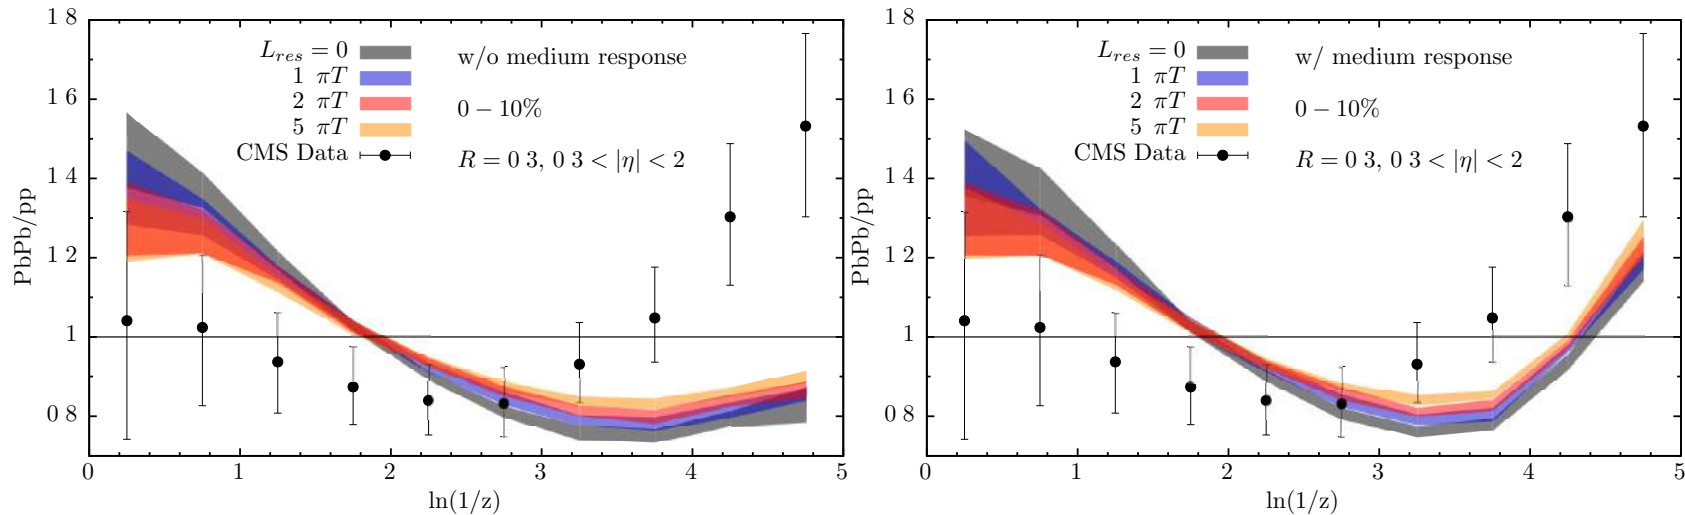 1 8
1 6
1 4
1 2
1
0 8
PbPb/pp
L_res = 0
1 πT
2 πT
5 πT
CMS Data
w/o medium response
0 − 10%
R = 0 3, 0 3 < |η| < 2
0 1 2 3 4 5
ln(1/z)
1 8
1 6
1 4
1 2
1
0 8
PbPb/pp
L_res = 0
1 πT
2 πT
5 πT
CMS Data
w/ medium response
0 − 10%
R = 0 3, 0 3 < |η| < 2
0 1 2 3 4 5
ln(1/z)